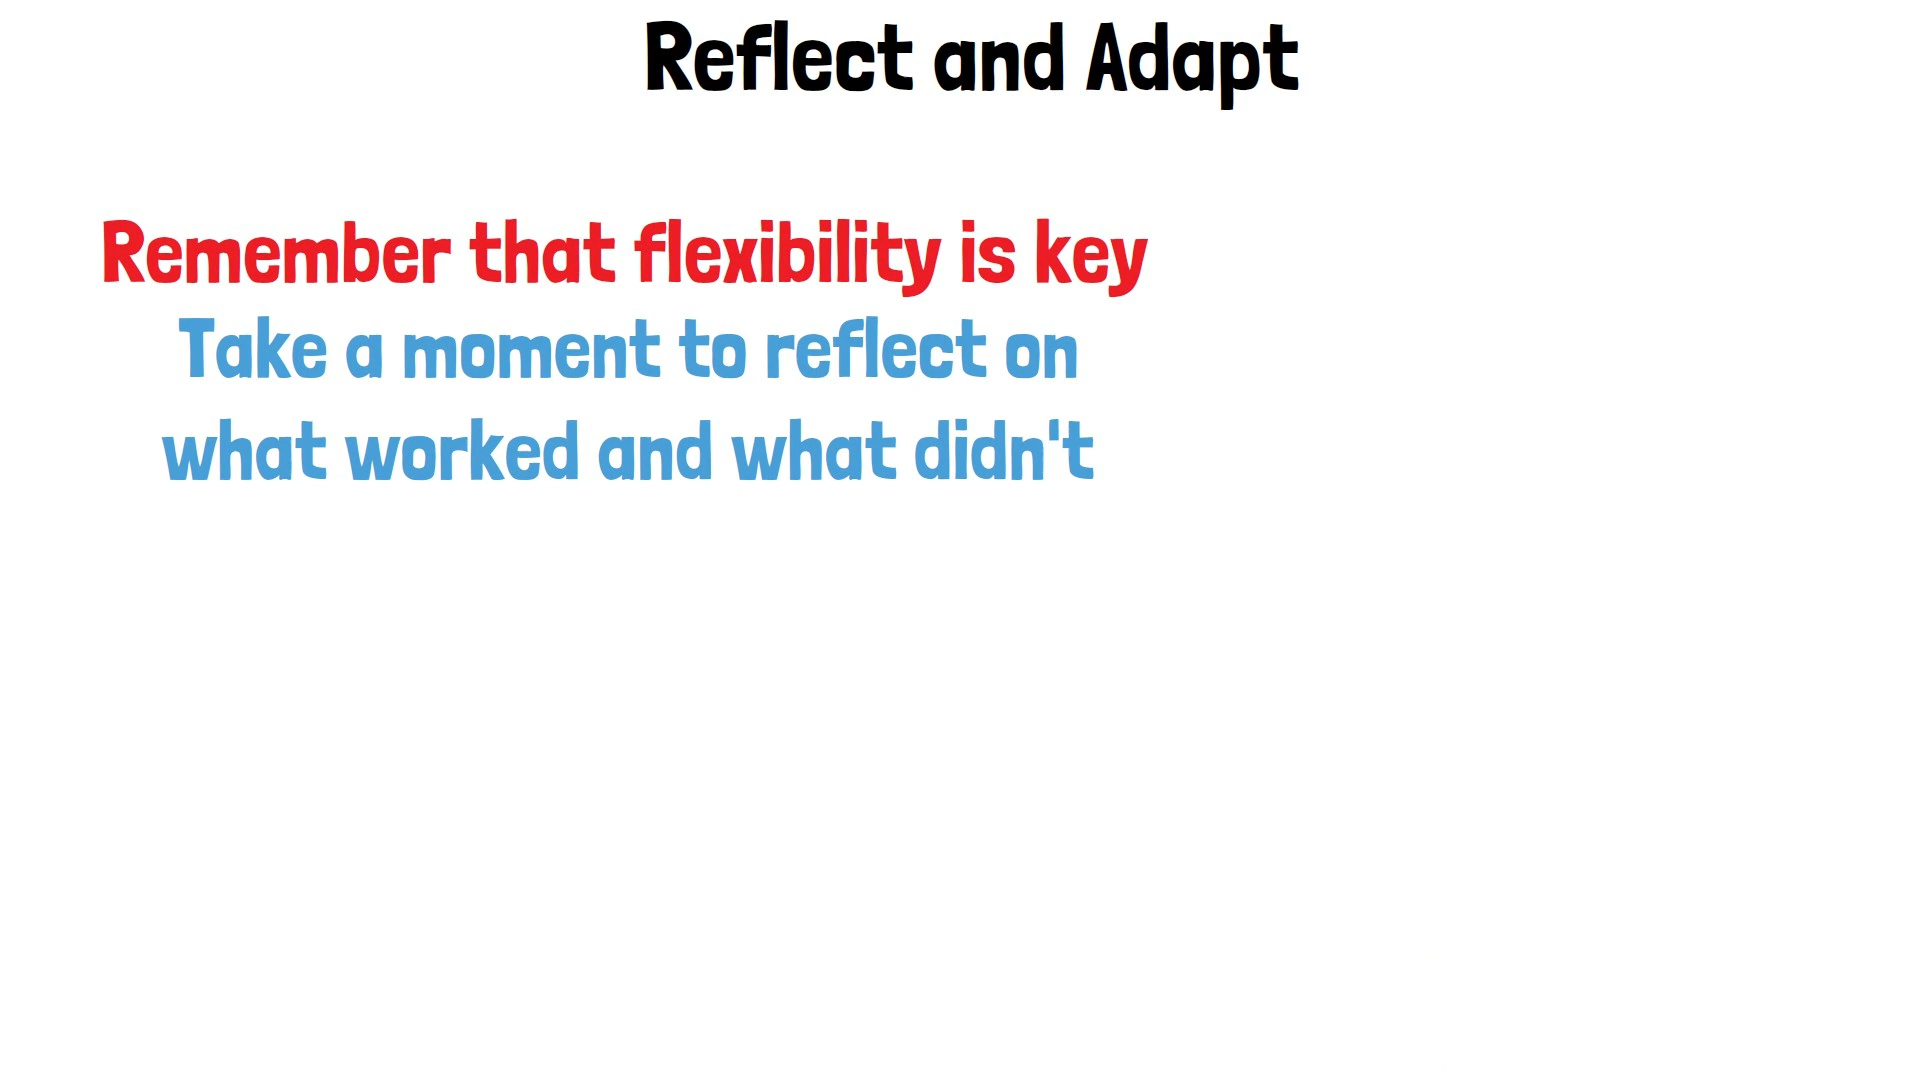 Reflect and Adapt
Remember that flexibility is key
Take a moment to reflect on
what worked and what didn't